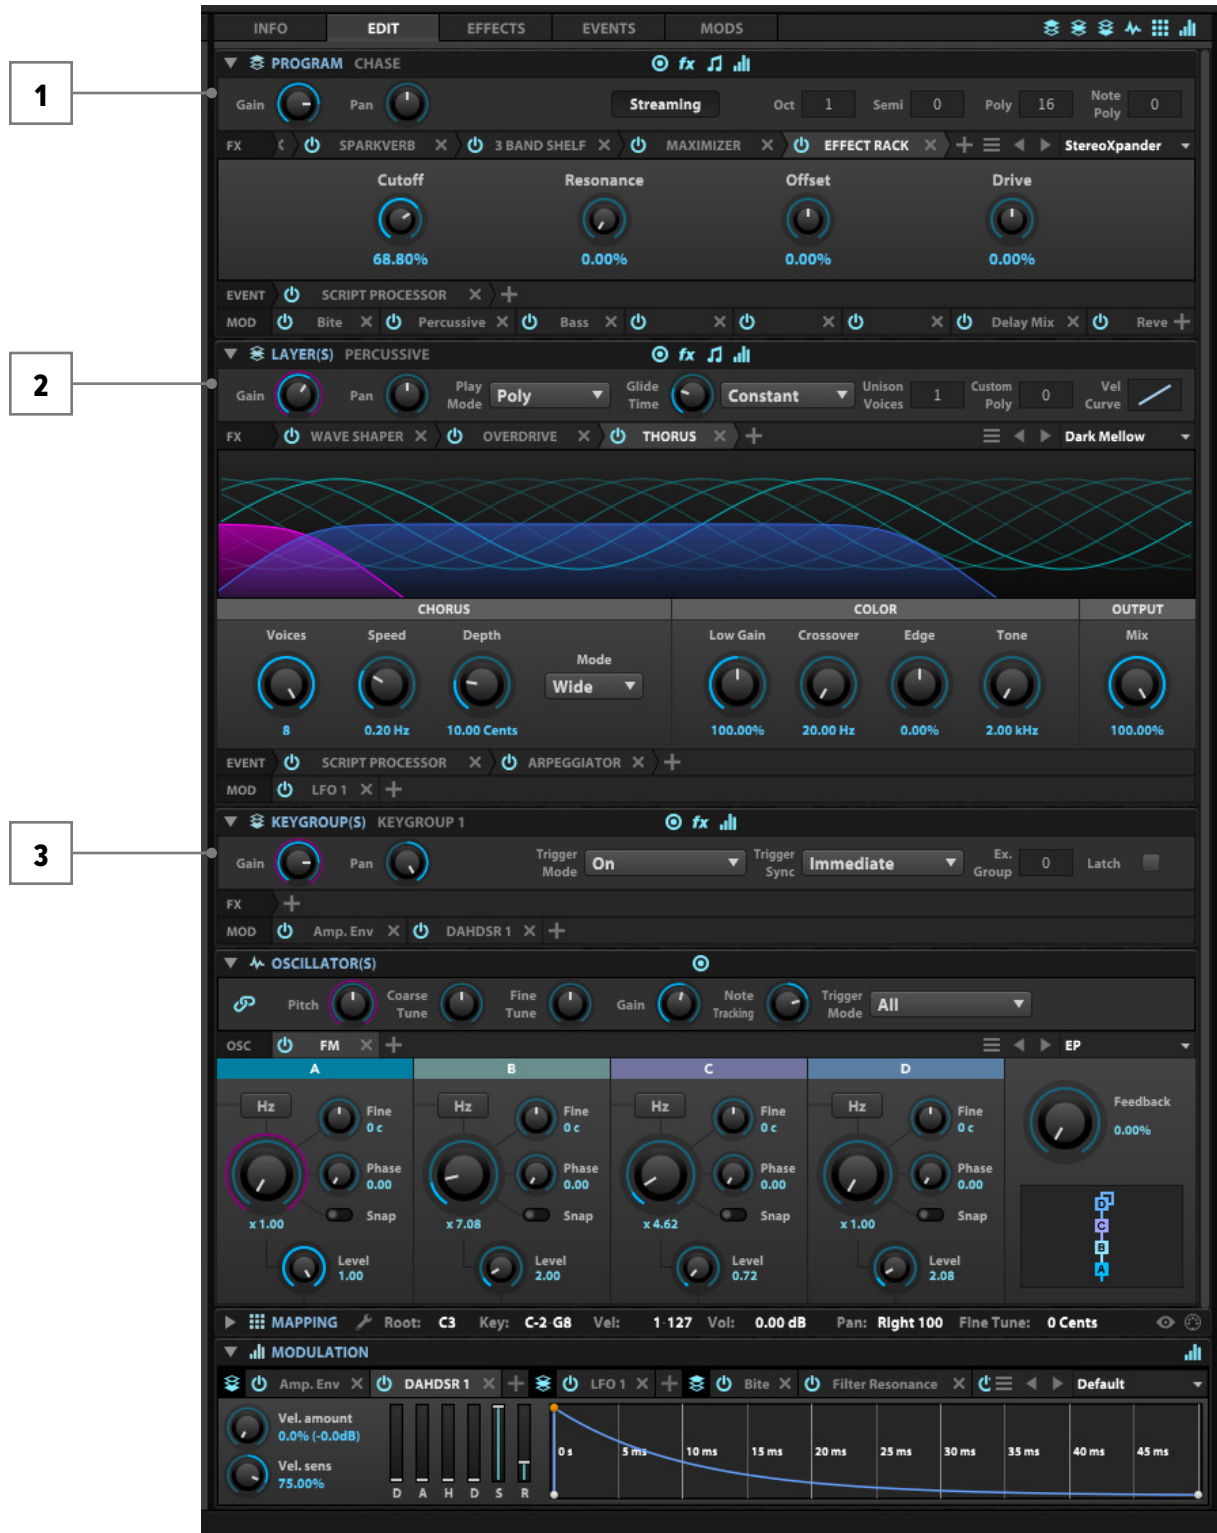 INFO EDIT EFFECTS EVENTS MODS
PROGRAM CHASE fx
1
Gain Pan Streaming Oct 1 Semi 0 Poly 16 Note Poly 0
FX SPARKVERB 3 BAND SHELF MAXIMIZER EFFECT RACK StereoXpander
Cutoff Resonance Offset Drive
68.80% 0.00% 0.00% 0.00%
EVENT SCRIPT PROCESSOR
MOD Bite Percussive Bass Delay Mix Reve
LAYER(S) PERCUSSIVE fx
2
Gain Pan Play Mode Poly Glide Time Constant Unison Voices 1 Custom Poly 0 Vel Curve
FX WAVE SHAPER OVERDRIVE THORUS Dark Mellow
CHORUS COLOR OUTPUT
Voices Speed Depth Mode Low Gain Crossover Edge Tone Mix
Wide
8 0.20 Hz 10.00 Cents 100.00% 20.00 Hz 0.00% 2.00 kHz 100.00%
EVENT SCRIPT PROCESSOR ARPEGGIATOR
MOD LFO 1
KEYGROUP(S) KEYGROUP 1 fx
3
Gain Pan Trigger Mode On Trigger Sync Immediate Ex. Group 0 Latch
FX
MOD Amp. Env DAHDSR 1
OSCILLATOR(S)
Pitch Coarse Tune Fine Tune Gain Note Tracking Trigger Mode All
OSC FM EP
A B C D
Hz Hz Hz Hz Feedback
Fine Fine Fine Fine 0.00%
0 c 0 c 0 c 0 c
Phase Phase Phase Phase
0.00 0.00 0.00 0.00
Snap Snap Snap Snap
x 1.00 x 7.08 x 4.62 x 1.00
Level Level Level Level
1.00 2.00 0.72 2.08
D
C
B
A
MAPPING Root: C3 Key: C-2-G8 Vel: 1-127 Vol: 0.00 dB Pan: Right 100 Fine Tune: 0 Cents
MODULATION
Amp. Env DAHDSR 1 LFO 1 Bite Filter Resonance Default
Vel. amount
0.0% (-0.0dB)
0 s 5 ms 10 ms 15 ms 20 ms 25 ms 30 ms 35 ms 40 ms 45 ms
Vel. sens
75.00%
D A H D S R